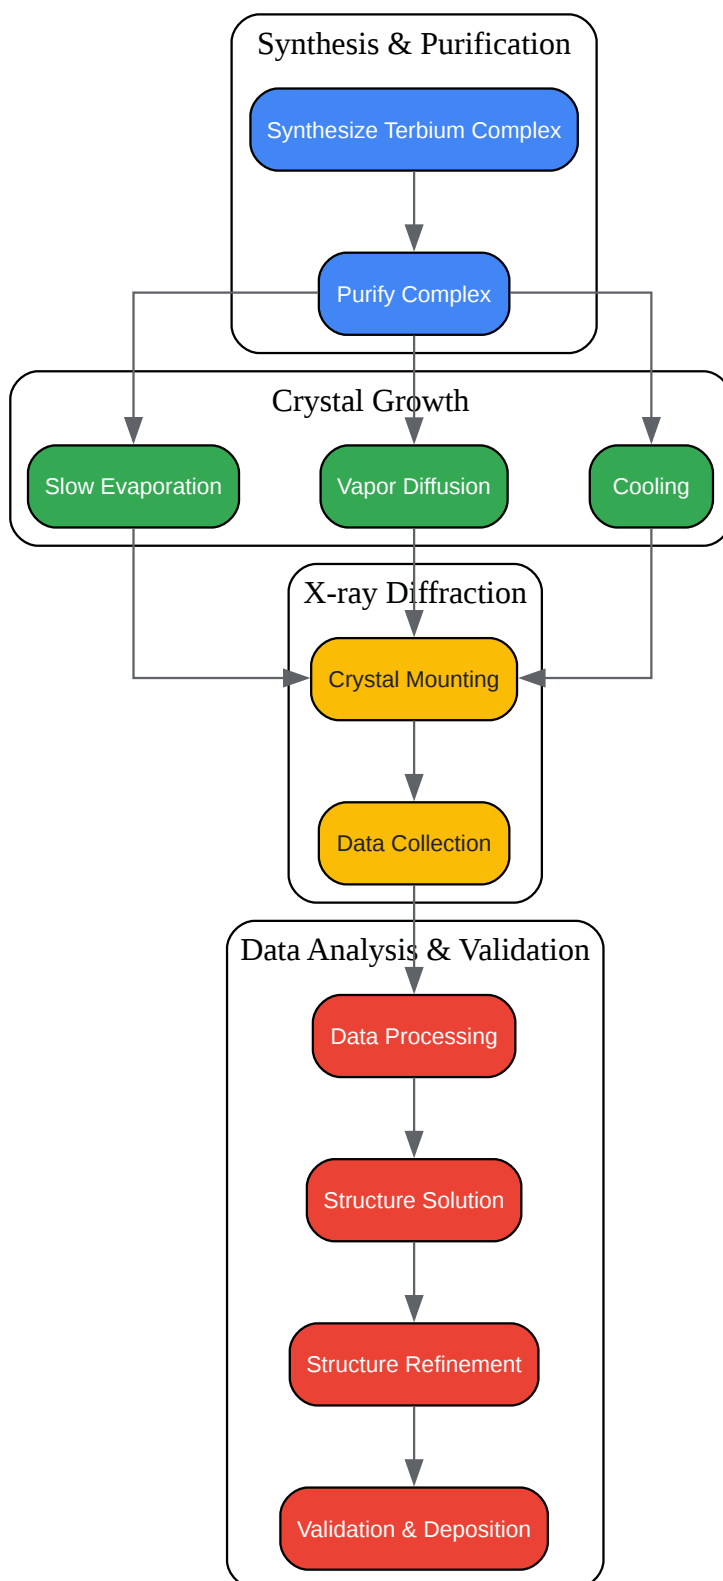 Synthesis & Purification
Synthesize Terbium Complex
Purify Complex
Crystal Growth
Slow Evaporation
Vapor Diffusion
Cooling
X-ray Diffraction
Crystal Mounting
Data Collection
Data Analysis & Validation
Data Processing
Structure Solution
Structure Refinement
Validation & Deposition